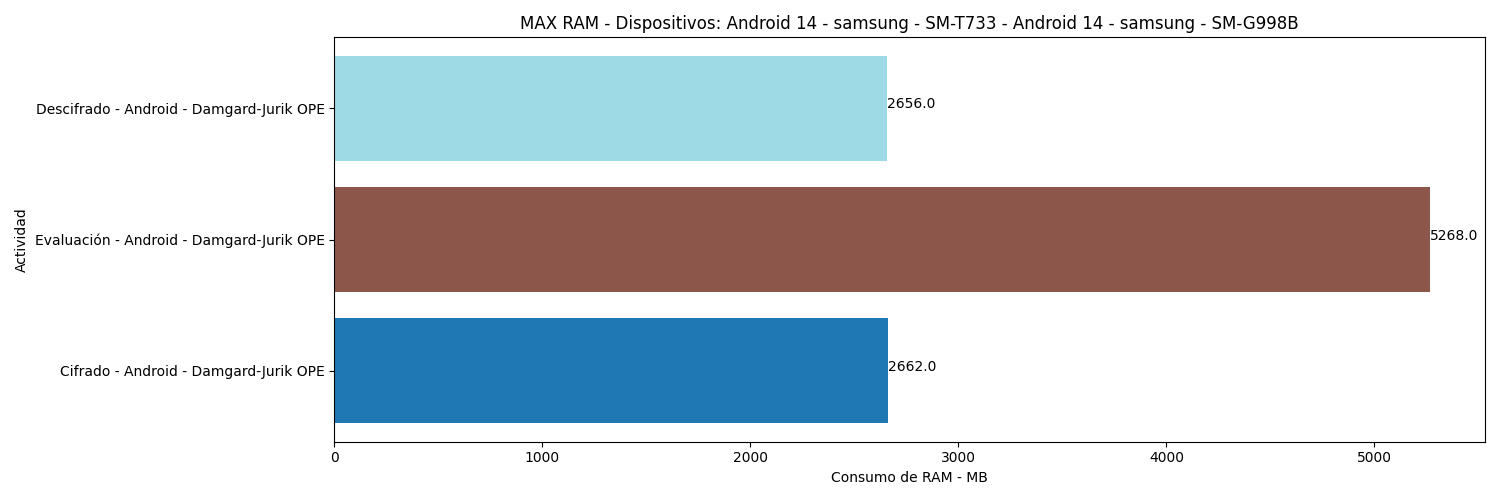 MAX RAM - Dispositivos: Android 14 - samsung - SM-T733 - Android 14 - samsung - SM-G998B
Actividad
Descifrado - Android - Damgard-Jurik OPE
2656.0
Evaluación - Android - Damgard-Jurik OPE
5268.0
Cifrado - Android - Damgard-Jurik OPE
2662.0
0 1000 2000 3000 4000 5000
Consumo de RAM - MB